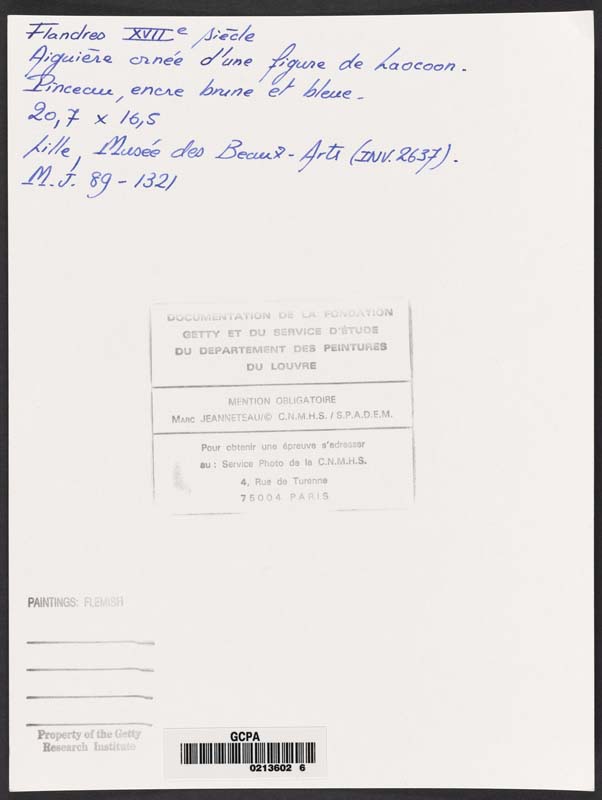 Flandres XVIIe siècle
Aiguière ornée d'une figure de Laocoon.
Pinceau, encre brune et bleue.
20,7 x 16,5
Lille, Musée des Beaux-Arts (INV. 2637).
M.J. 89-1321
DOCUMENTATION DE LA FONDATION
GETTY ET DU SERVICE D'ÉTUDE
DU DEPARTEMENT DES PEINTURES
DU LOUVRE
MENTION OBLIGATOIRE
MARC JEANNETEAU/© C.N.M.H.S. / S.P.A.D.E.M.
Pour obtenir une épreuve s'adresser
au : Service Photo de la C.N.M.H.S.
4, Rue de Turenne
75004 PARIS
PAINTINGS: FLEMISH
Property of the Getty
Research Institute
GCPA
0213602 6